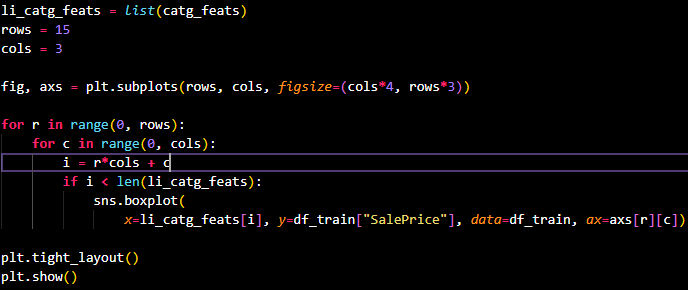 li_catg_feats = list(catg_feats)
rows = 15
cols = 3

fig, axs = plt.subplots(rows, cols, figsize=(cols*4, rows*3))

for r in range(0, rows):
    for c in range(0, cols):
        i = r*cols + c
        if i < len(li_catg_feats):
            sns.boxplot(
                x=li_catg_feats[i], y=df_train["SalePrice"], data=df_train, ax=axs[r][c])

plt.tight_layout()
plt.show()